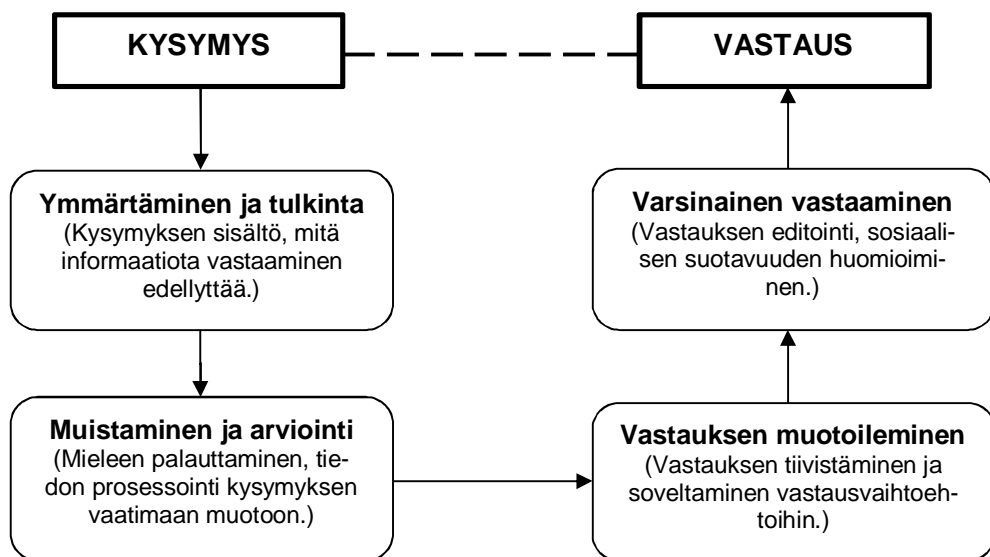 KYSYMYS
VASTAUS
Ymmärtäminen ja tulkinta
(Kysymyksen sisältö, mitä
informaatiota vastaaminen
edellyttää.)
Varsinainen vastaaminen
(Vastauksen editointi, sosiaali-
sen suotavuuden huomioimi-
nen.)
Muistaminen ja arviointi
(Mieleen palauttaminen, tie-
don prosessointi kysymyksen
vaatimaan muotoon.)
Vastauksen muotoileminen
(Vastauksen tiivistäminen ja
soveltaminen vastausvaihtoeh-
toihin.)